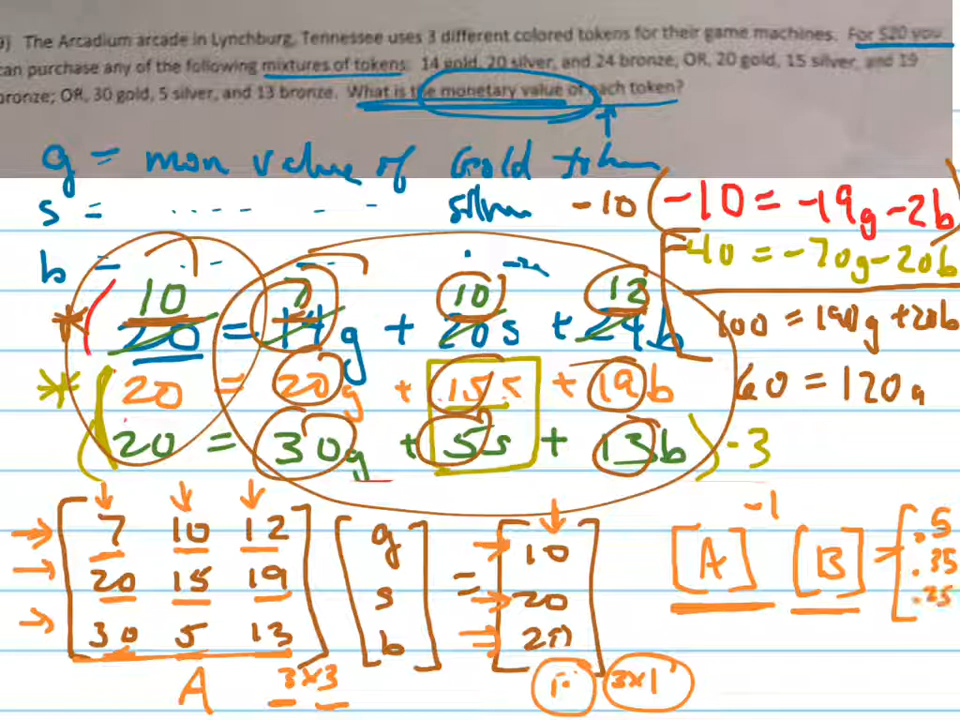 9) The Arcadium arcade in Lynchburg, Tennessee uses 3 different colored tokens for their game machines. For $20 you
can purchase any of the following mixtures of tokens: 14 gold, 20 silver, and 24 bronze, OR, 20 gold, 15 silver, and 19
bronze; OR, 30 gold, 5 silver, and 13 bronze. What is the monetary value of each token?
g = mon value of Gold token
s = silver
b =
-10 ( -10 = -19g - 2b )
-40 = -70g - 20b
100 = 190g + 20b
60 = 120g
10 7 10 12
20 = 14g + 20s + 24b
20 = 20g + 15s + 19b
20 = 30g + 5s + 13b ) -3
[ 7 10 12 ] [ g ] = [ 10 ]
[ 20 15 19 ] [ s ] [ 20 ]
[ 30 5 13 ] [ b ] [ 20 ]
A 3x3 3x1
[A]-1 [B] = [ .5
.35
.25